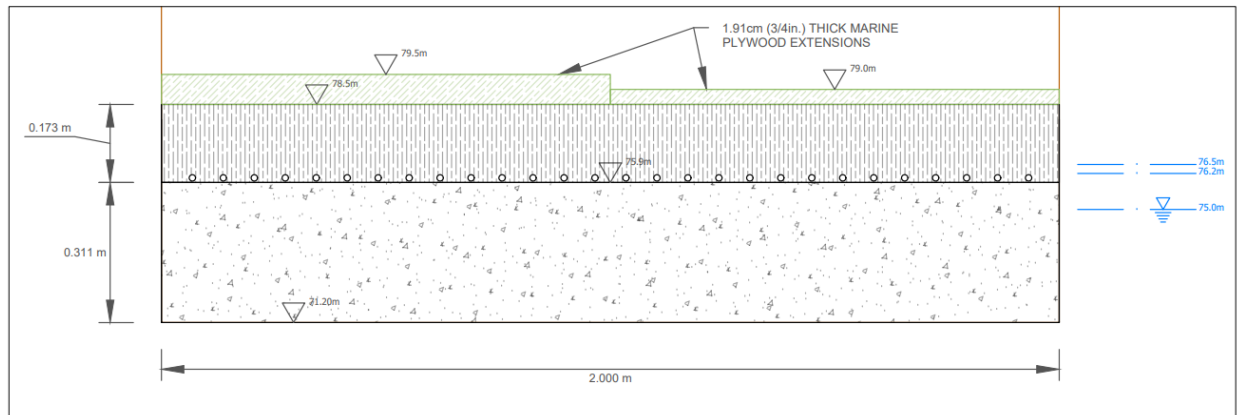 1.91cm (3/4in.) THICK MARINE
PLYWOOD EXTENSIONS
79.5m
79.0m
78.5m
0.173 m
75.9m
76.5m
76.2m
75.0m
0.311 m
71.20m
2.000 m